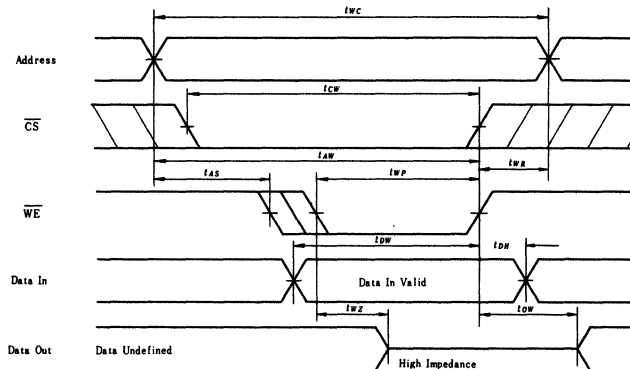 tWC
Address
tCW
CS
tAW
tAS
tWP
tWR
WE
tDW
tDH
Data In
Data In Valid
tWZ
tOW
Data Out
Data Undefined
High Impedance